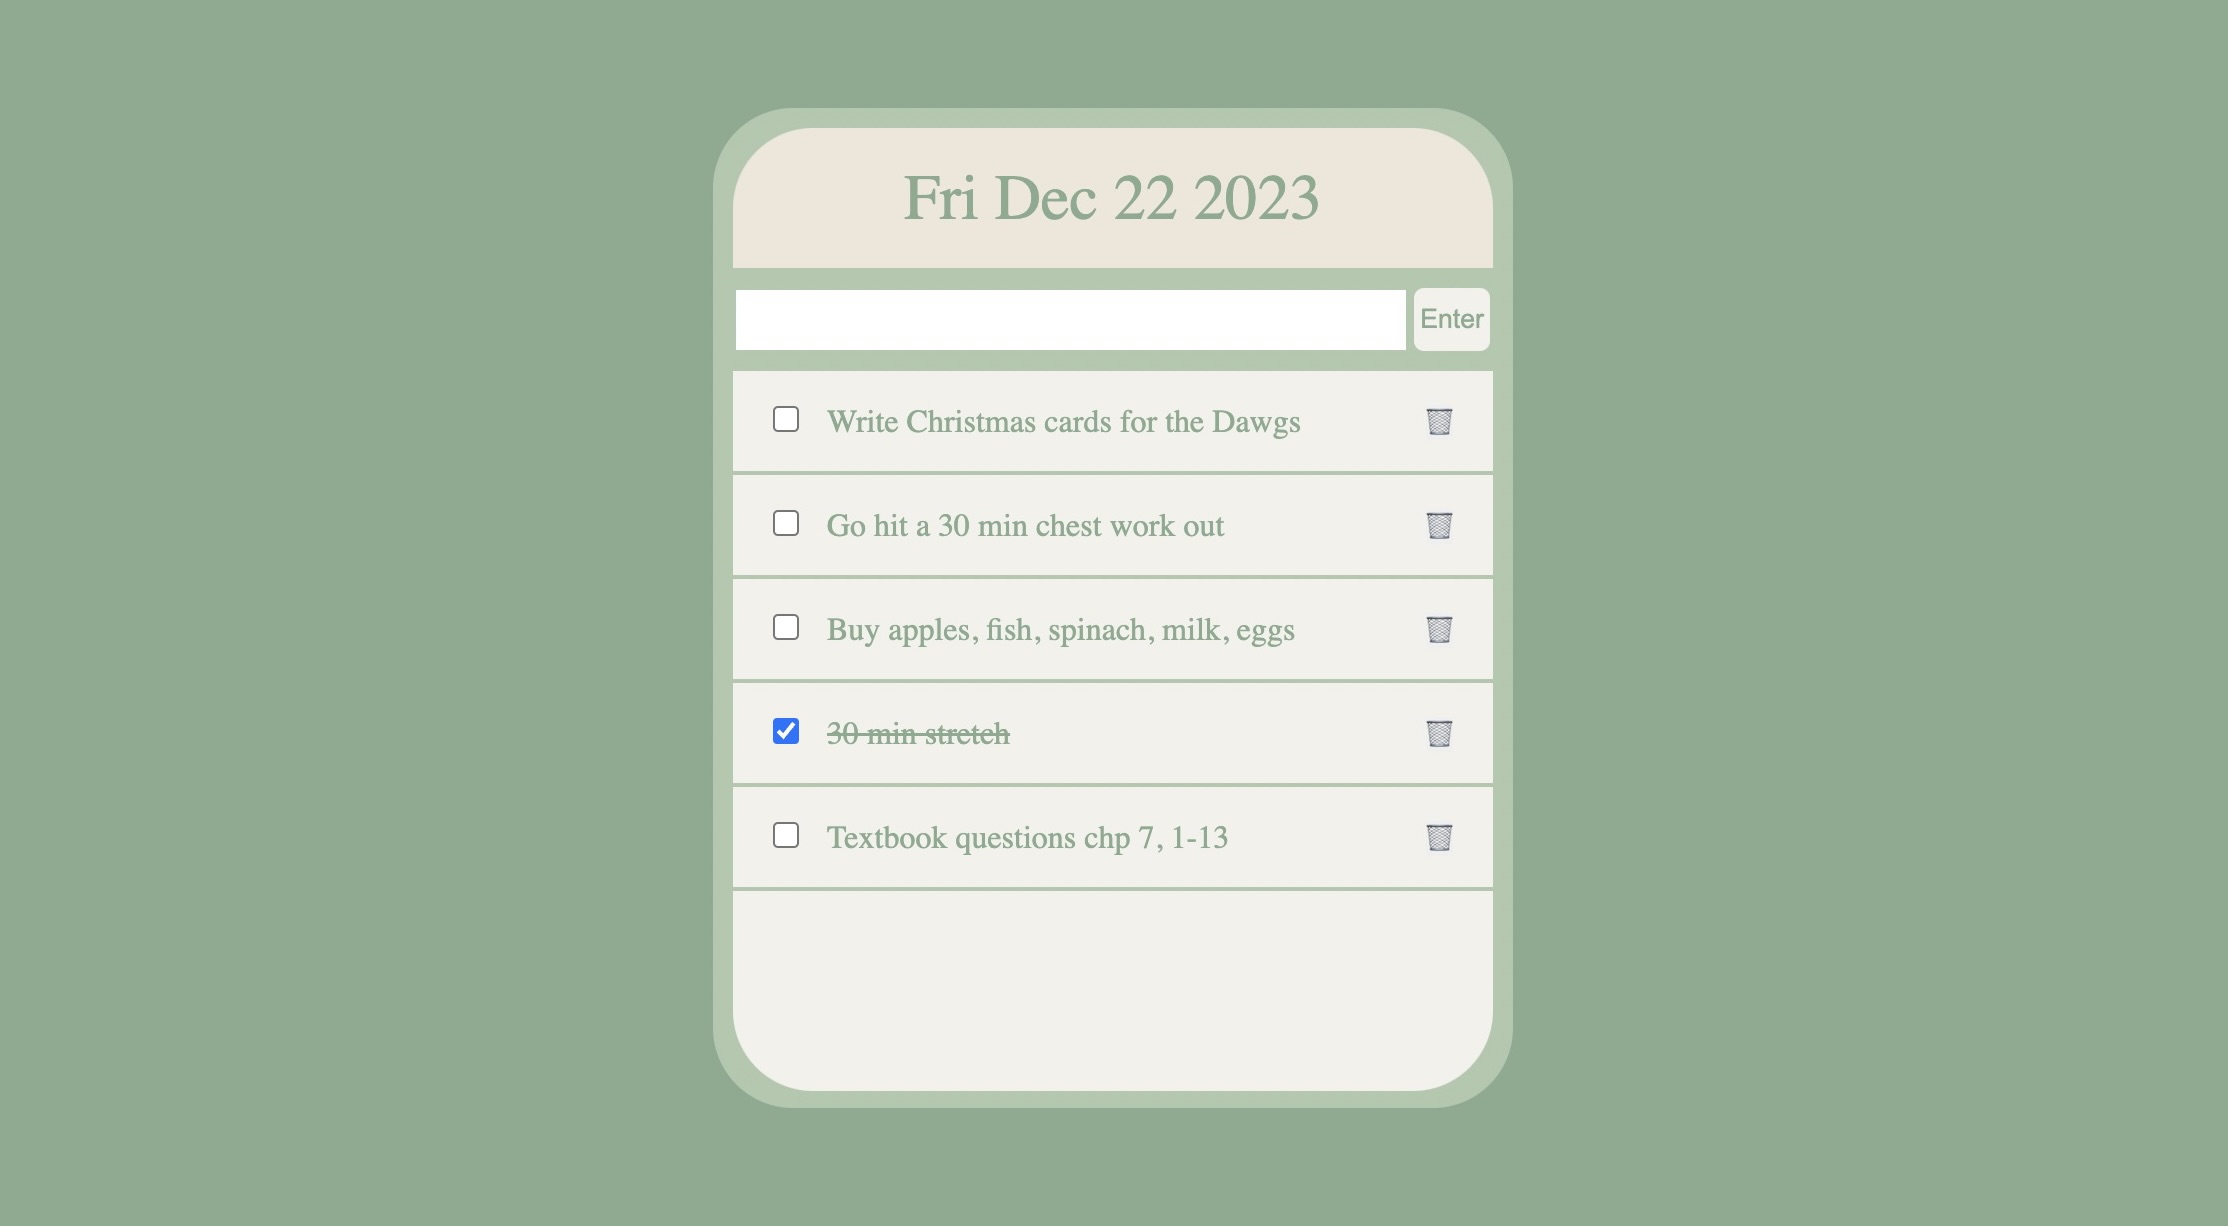 Fri Dec 22 2023
Enter
Write Christmas cards for the Dawgs
Go hit a 30 min chest work out
Buy apples, fish, spinach, milk, eggs
30 min stretch
Textbook questions chp 7, 1-13